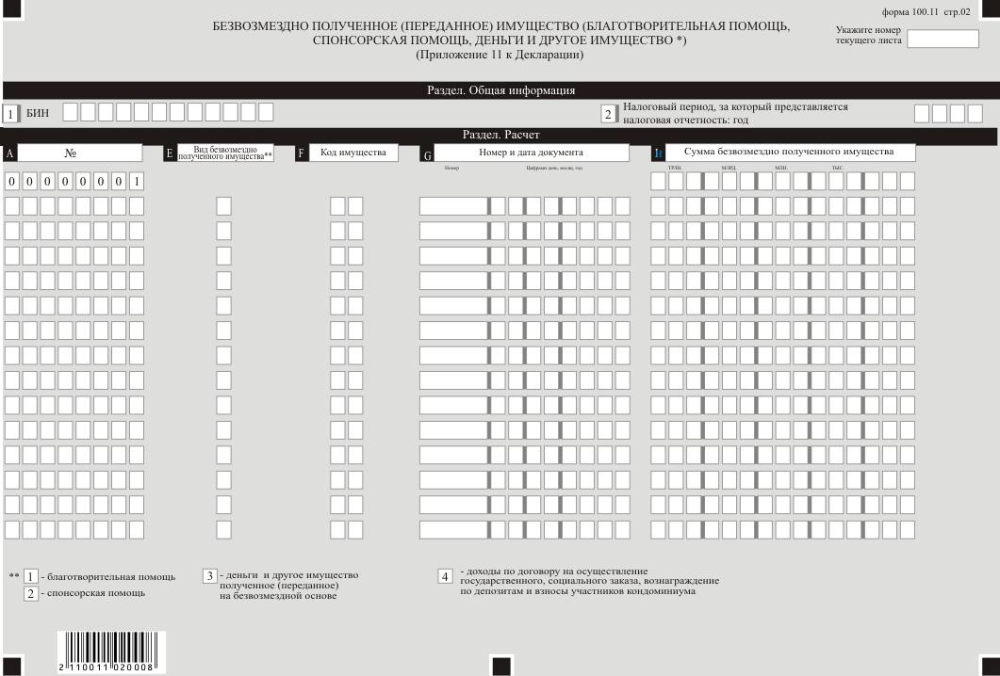 форма 100.11 стр.02
БЕЗВОЗМЕЗДНО ПОЛУЧЕННОЕ (ПЕРЕДАННОЕ) ИМУЩЕСТВО (БЛАГОТВОРИТЕЛЬНАЯ ПОМОЩЬ,
СПОНСОРСКАЯ ПОМОЩЬ, ДЕНЬГИ И ДРУГОЕ ИМУЩЕСТВО *)
(Приложение 11 к Декларации)
Укажите номер
текущего листа
Раздел. Общая информация
1 БИН
2 Налоговый период, за который представляется
налоговая отчетность: год
Раздел. Расчет
A №
E Вид безвозмездно
полученного имущества**
F Код имущества
G Номер и дата документа
H Сумма безвозмездно полученного имущества
Номер Цифрами день, месяц, год
ТРЛН. МЛРД. МЛН. ТЫС.
0 0 0 0 0 0 0 1
** 1 - благотворительная помощь
2 - спонсорская помощь
3 - деньги и другое имущество
полученное (переданное)
на безвозмездной основе
4 - доходы по договору на осуществление
государственного, социального заказа, вознаграждение
по депозитам и взносы участников кондоминиума
2 110011 020008